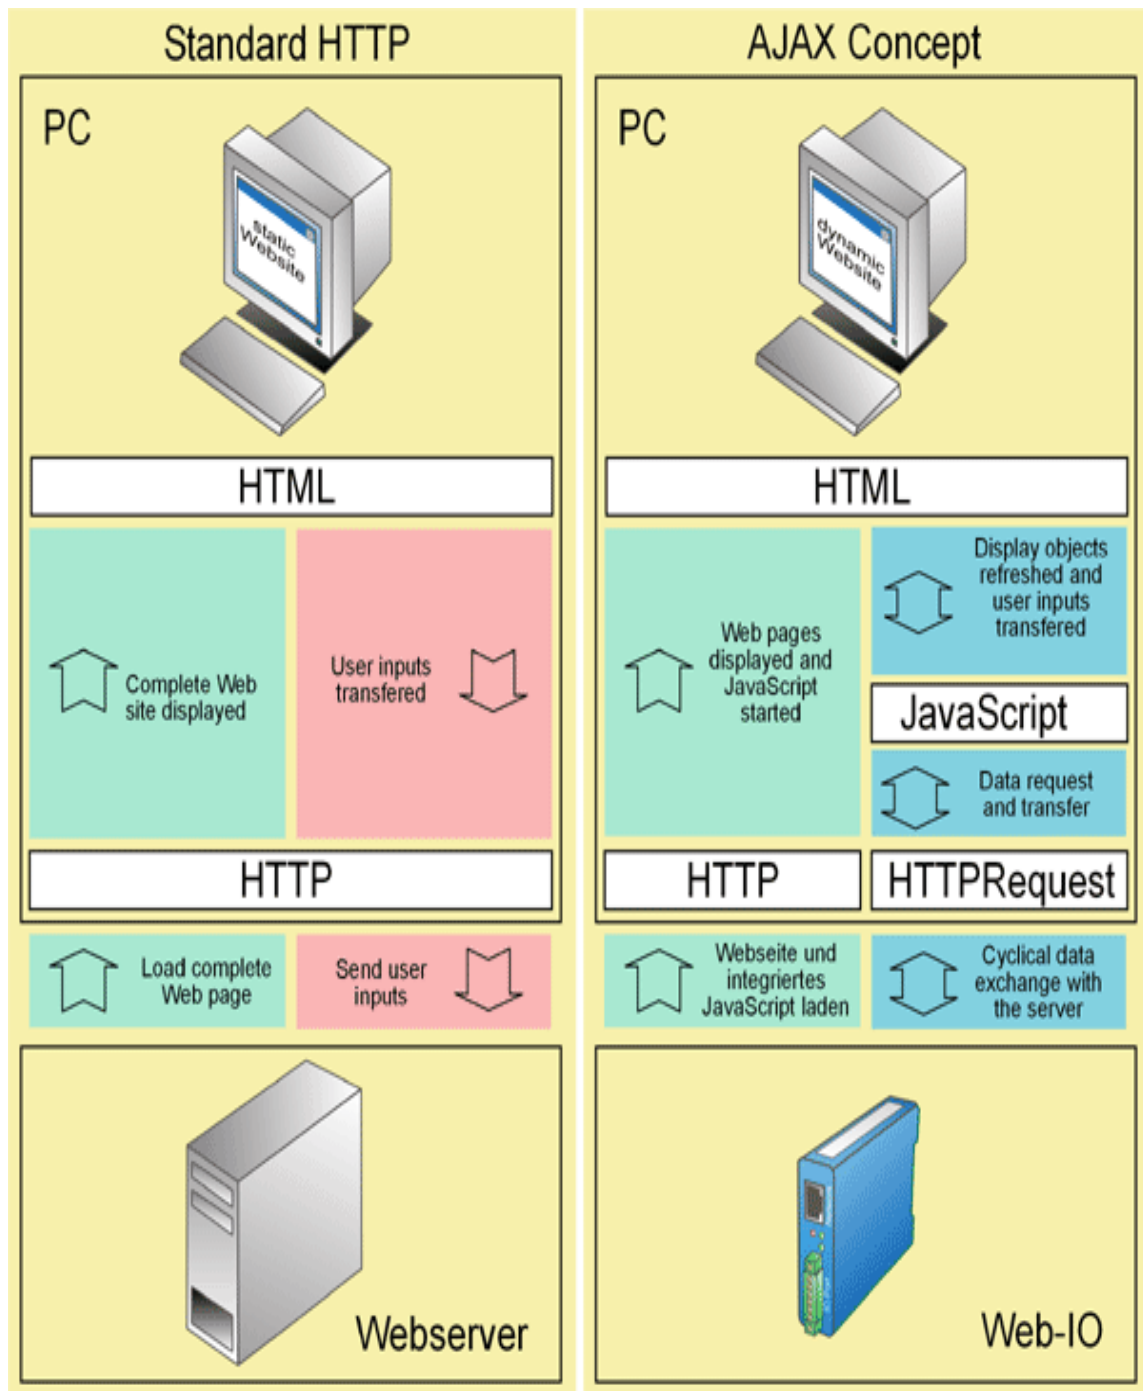 Standard HTTP
PC
static
Website
HTML
Complete Web
site displayed
User inputs
transfered
HTTP
Load complete
Web page
Send user
inputs
Webserver
AJAX Concept
PC
dynamic
Website
HTML
Web pages
displayed and
JavaScript
started
Display objects
refreshed and
user inputs
transfered
JavaScript
Data request
and transfer
HTTP
HTTPRequest
Webseite und
integriertes
JavaScript laden
Cyclical data
exchange with
the server
Web-IO